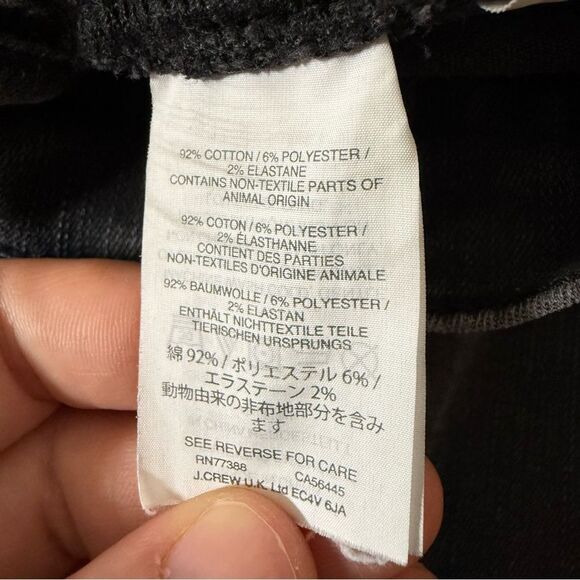 92% COTTON / 6% POLYESTER /
2% ELASTANE
CONTAINS NON-TEXTILE PARTS OF
ANIMAL ORIGIN
92% COTON / 6% POLYESTER /
2% ÉLASTHANNE
CONTIENT DES PARTIES
NON-TEXTILES D'ORIGINE ANIMALE
92% BAUMWOLLE / 6% POLYESTER /
2% ELASTAN
ENTHÄLT NICHTTEXTILE TEILE
TIERISCHEN URSPRUNGS
綿 92% / ポリエステル 6% /
エラステーン 2%
動物由来の非布地部分を含み
ます
SEE REVERSE FOR CARE
RN77388 CA56445
J.CREW U.K. Ltd EC4V 6JA